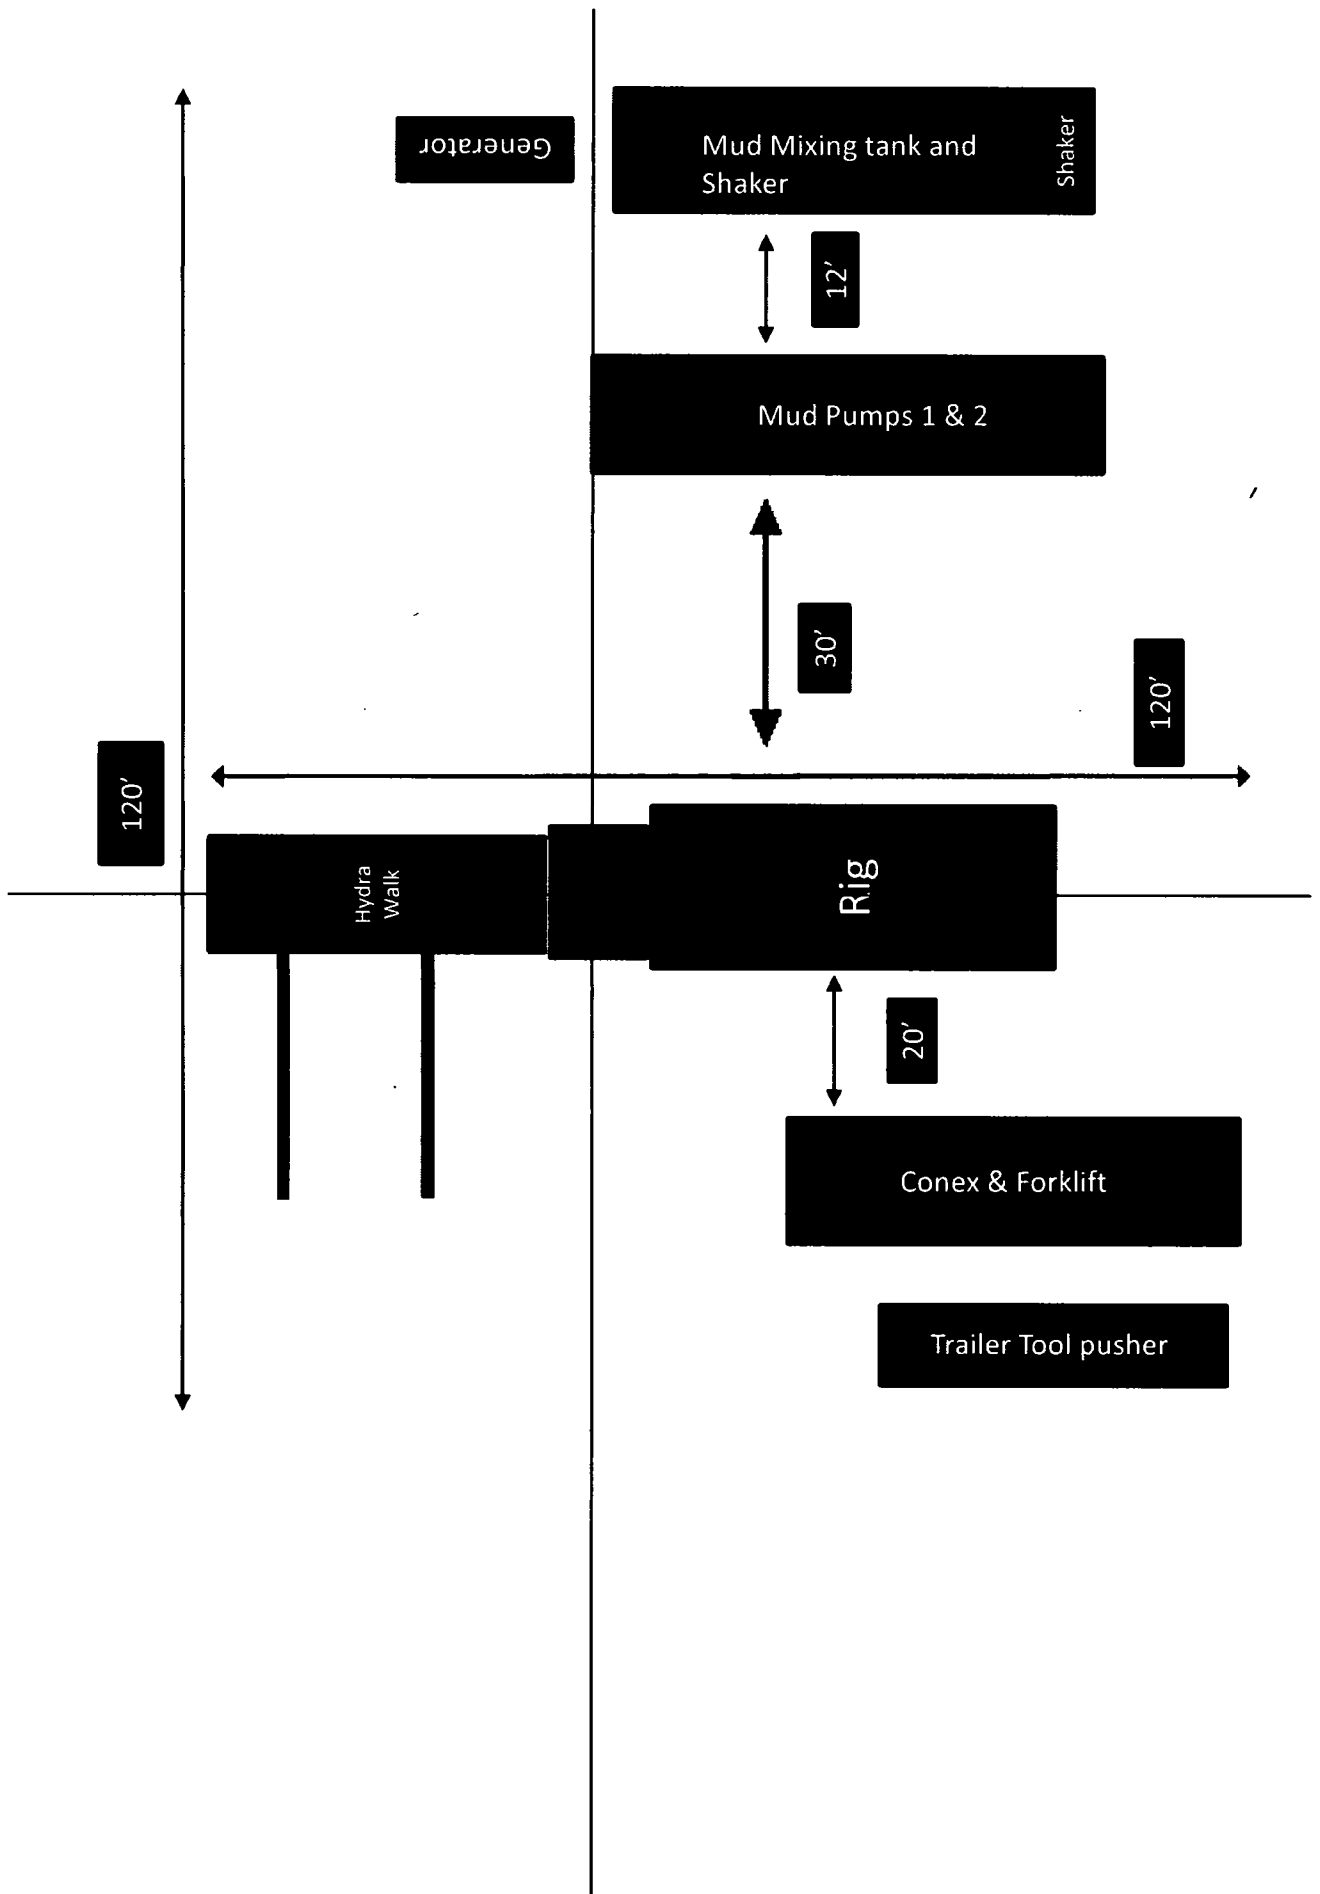 Generator
Mud Mixing tank and
Shaker
Shaker
12'
Mud Pumps 1 & 2
30'
120'
120'
Hydra
Walk
Rig
20'
Conex & Forklift
Trailer Tool pusher